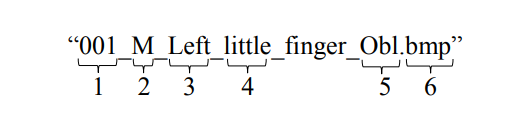 “001_M_Left_little_finger_Obl.bmp”
1 2 3 4 5 6